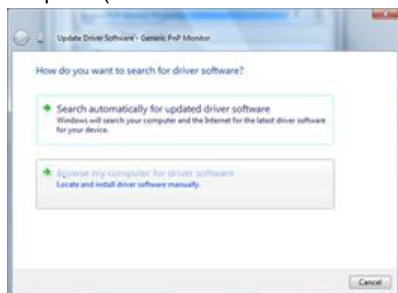 Update Driver Software - Generic PnP Monitor
How do you want to search for driver software?
Search automatically for updated driver software
Windows will search your computer and the Internet for the latest driver software
for your device.
Browse my computer for driver software
Locate and install driver software manually.
Cancel